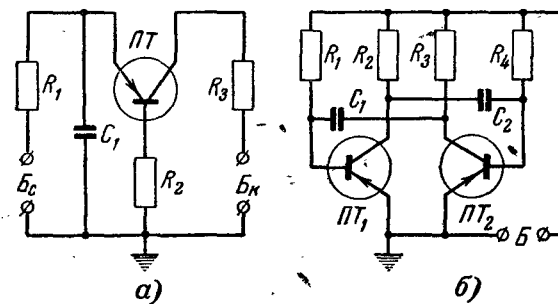 ПТ
R₁
C₁
R₃
R₂
Бс
Бк
а)
R₁
R₂
R₃
R₄
C₁
C₂
ПТ₁
ПТ₂
Б
б)